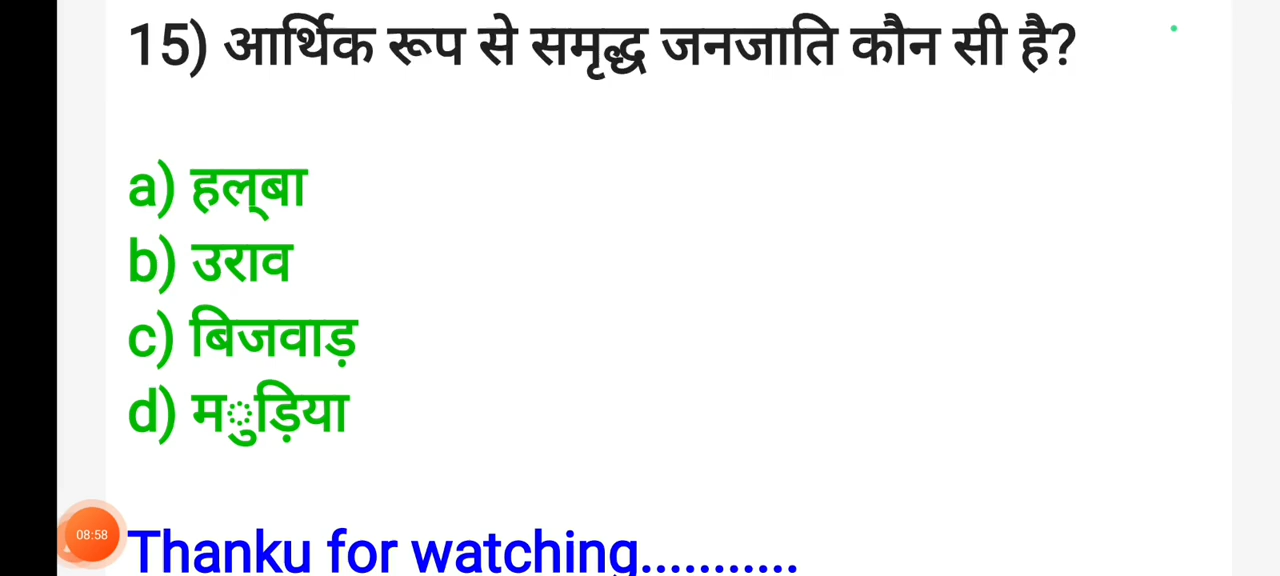 15) आर्थिक रूप से समृद्ध जनजाति कौन सी है?
a) हल्‌बा
b) उराव
c) बिजवाड़
d) म◌ुड़िया
08:58
Thanku for watching...........